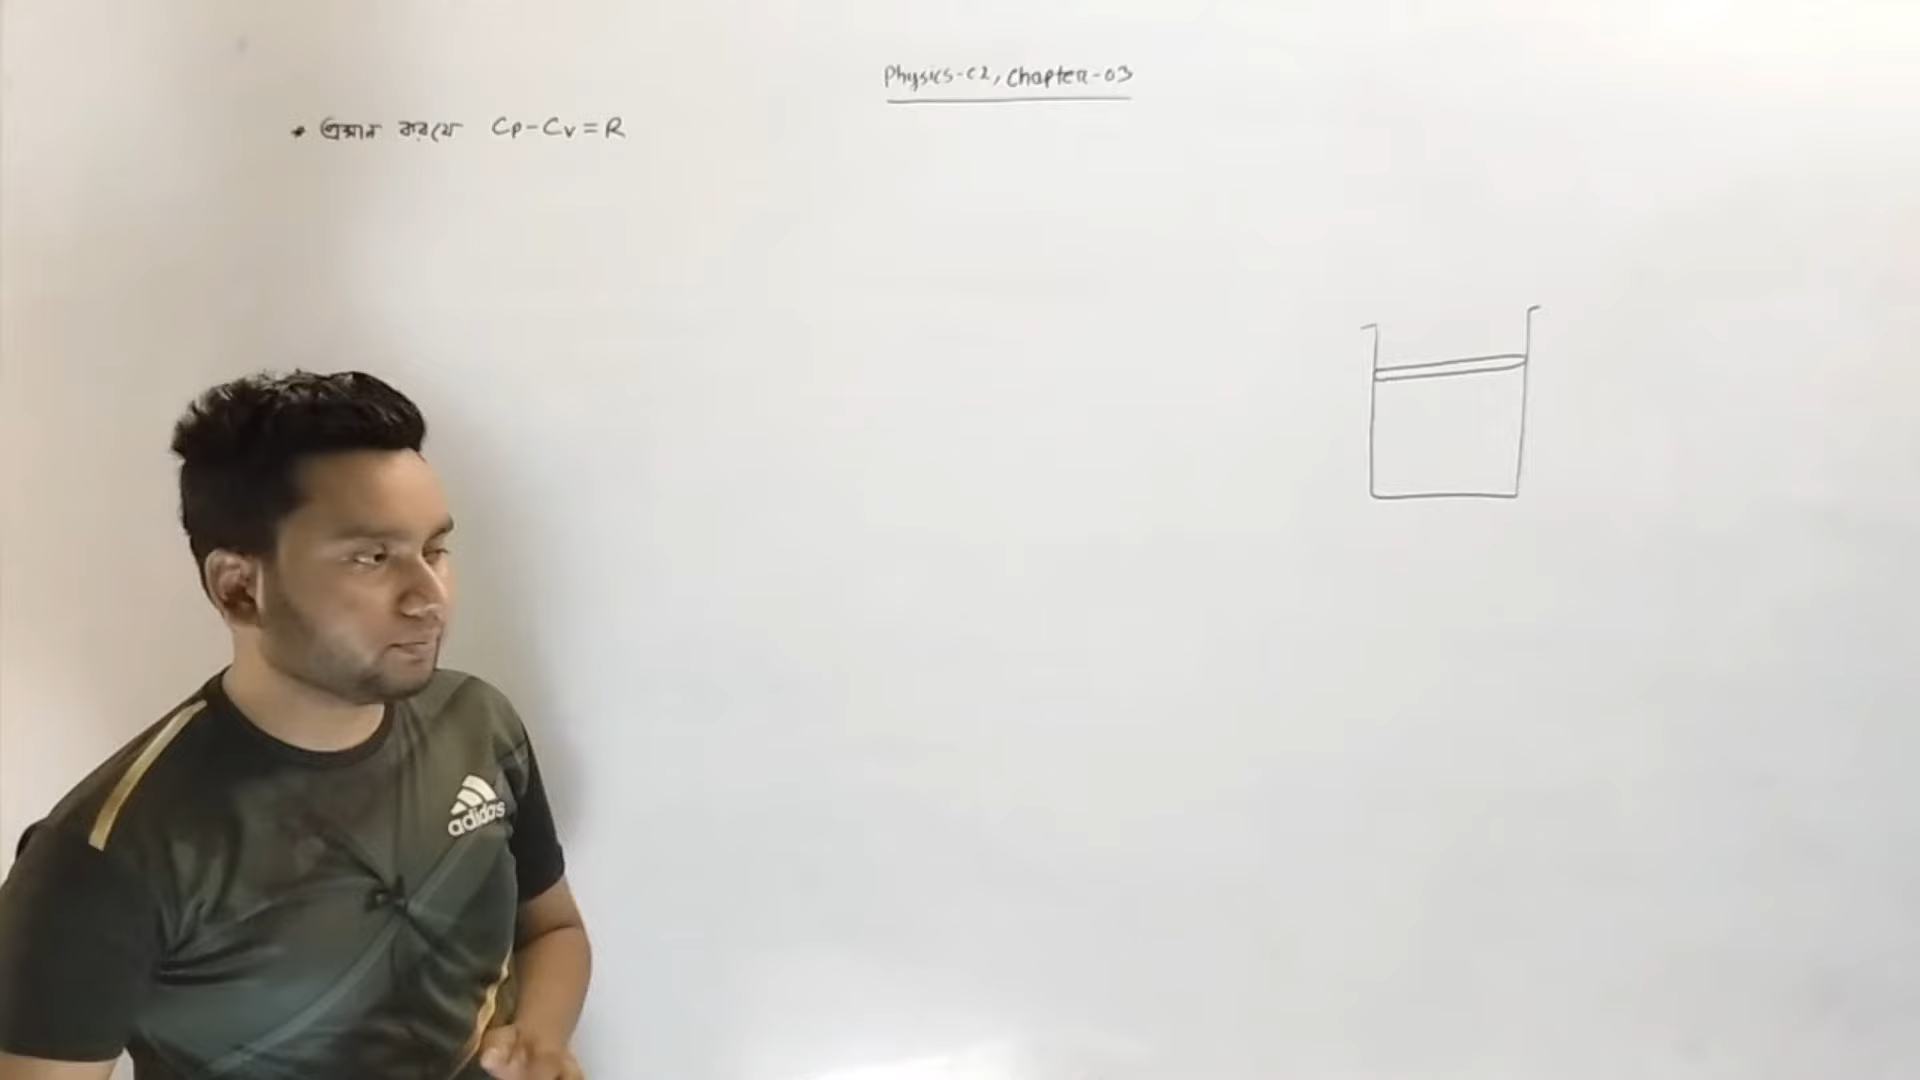 Physics-02, Chapter-03
* প্রমান কর যে Cp-Cv=R
adidas